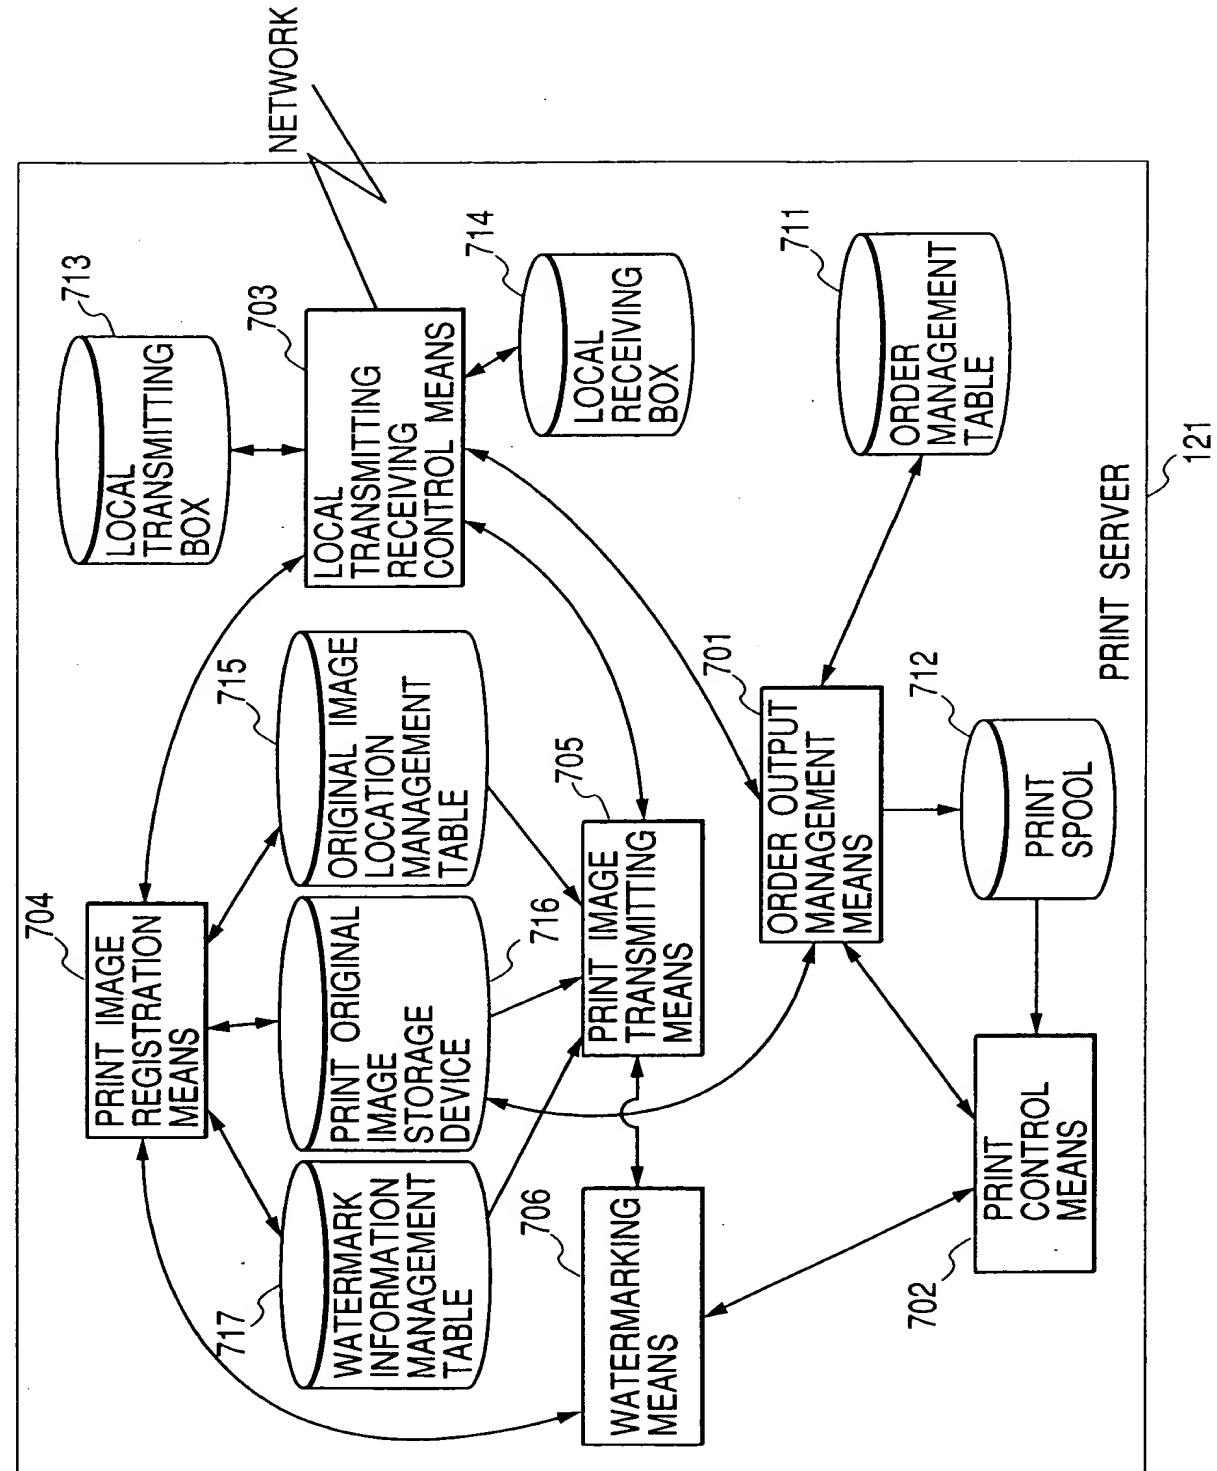 NETWORK
713
LOCAL
TRANSMITTING
BOX
703
LOCAL
TRANSMITTING
RECEIVING
CONTROL MEANS
714
LOCAL
RECEIVING
BOX
711
ORDER
MANAGEMENT
TABLE
704
PRINT IMAGE
REGISTRATION
MEANS
715
ORIGINAL IMAGE
LOCATION
MANAGEMENT
TABLE
716
PRINT ORIGINAL
IMAGE
STORAGE
DEVICE
717
WATERMARK
INFORMATION
MANAGEMENT
TABLE
705
PRINT IMAGE
TRANSMITTING
MEANS
706
WATERMARKING
MEANS
701
ORDER OUTPUT
MANAGEMENT
MEANS
712
PRINT
SPOOL
702
PRINT
CONTROL
MEANS
PRINT SERVER
121